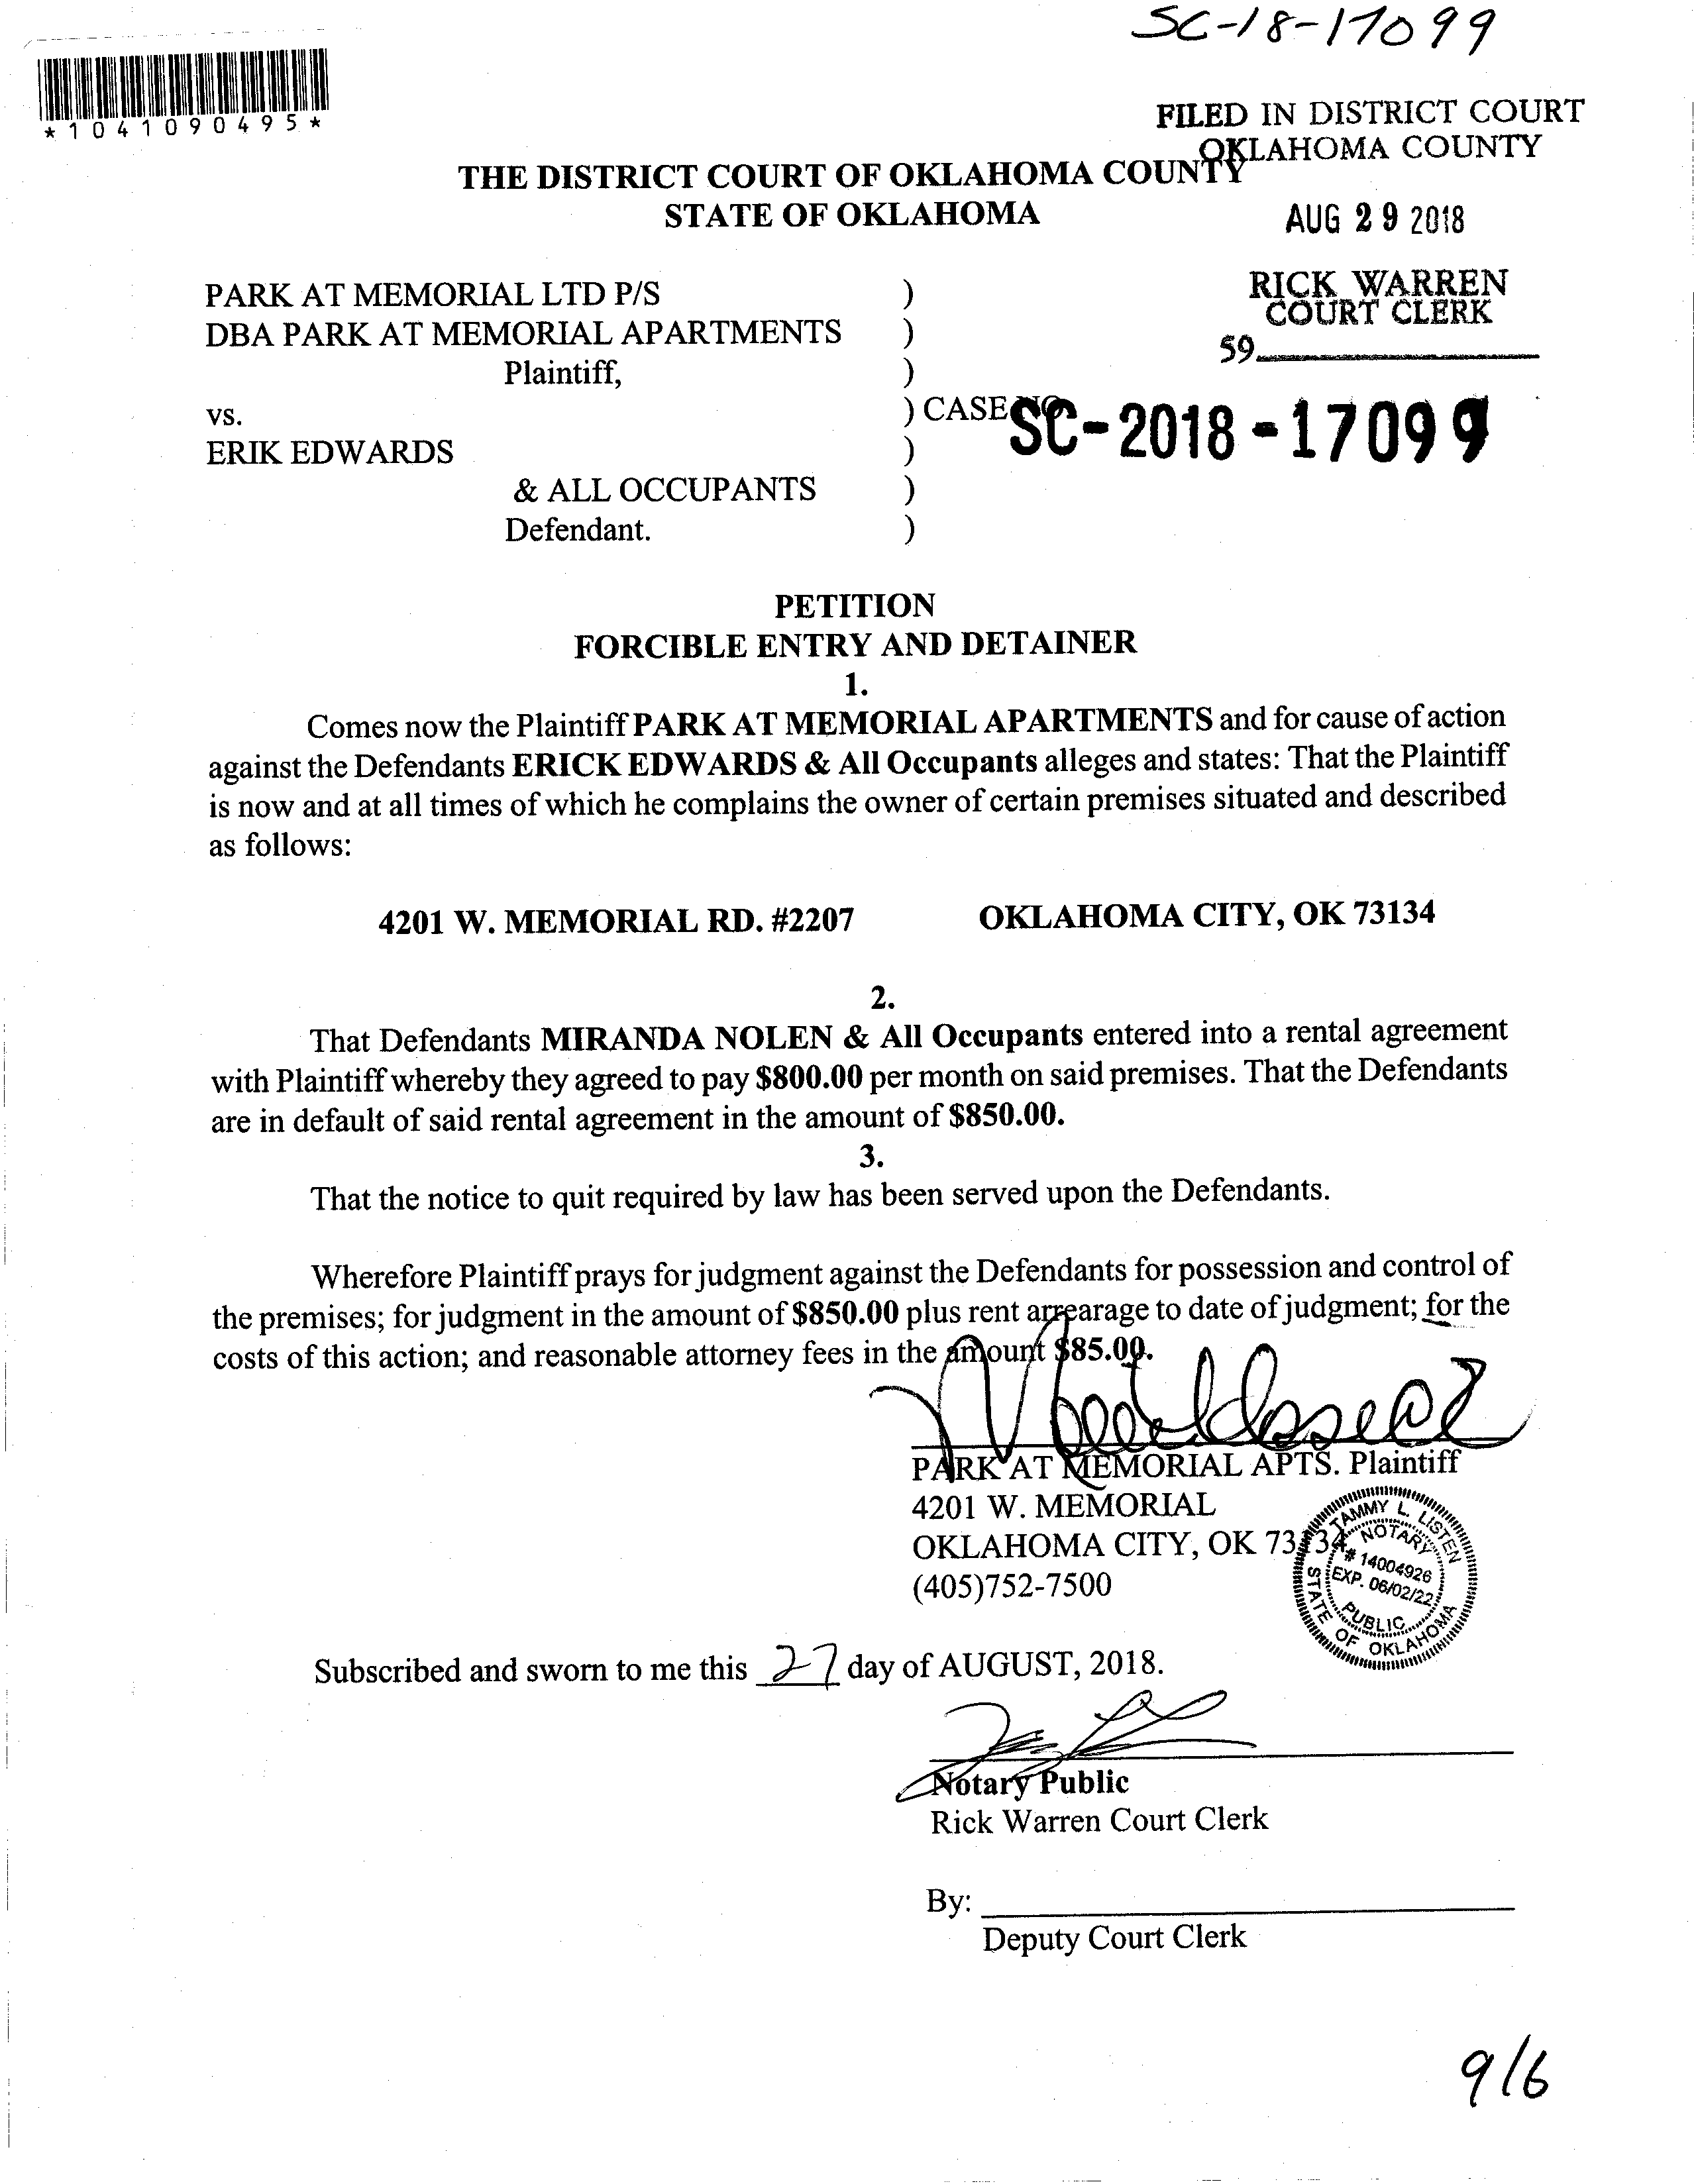 SC-18-17099
*1041090495*
FILED IN DISTRICT COURT
OKLAHOMA COUNTY
THE DISTRICT COURT OF OKLAHOMA COUNTY
STATE OF OKLAHOMA
AUG 29 2018
RICK WARREN
COURT CLERK
59
PARK AT MEMORIAL LTD P/S )
DBA PARK AT MEMORIAL APARTMENTS )
Plaintiff, )
vs. ) CASE NO. SC-2018-17099
ERIK EDWARDS )
& ALL OCCUPANTS )
Defendant. )
PETITION
FORCIBLE ENTRY AND DETAINER
1.
Comes now the Plaintiff PARK AT MEMORIAL APARTMENTS and for cause of action
against the Defendants ERICK EDWARDS & All Occupants alleges and states: That the Plaintiff
is now and at all times of which he complains the owner of certain premises situated and described
as follows:
4201 W. MEMORIAL RD. #2207 OKLAHOMA CITY, OK 73134
2.
That Defendants MIRANDA NOLEN & All Occupants entered into a rental agreement
with Plaintiff whereby they agreed to pay $800.00 per month on said premises. That the Defendants
are in default of said rental agreement in the amount of $850.00.
3.
That the notice to quit required by law has been served upon the Defendants.
Wherefore Plaintiff prays for judgment against the Defendants for possession and control of
the premises; for judgment in the amount of $850.00 plus rent arrearage to date of judgment; for the
costs of this action; and reasonable attorney fees in the amount $85.00.
PARK AT MEMORIAL APTS. Plaintiff
4201 W. MEMORIAL
OKLAHOMA CITY, OK 73134
(405)752-7500
TAMMY L. LISTEN
NOTARY
# 14004926
EXP. 06/02/22
PUBLIC
STATE OF OKLAHOMA
Subscribed and sworn to me this 27 day of AUGUST, 2018.
Notary Public
Rick Warren Court Clerk
By:
Deputy Court Clerk
9/6